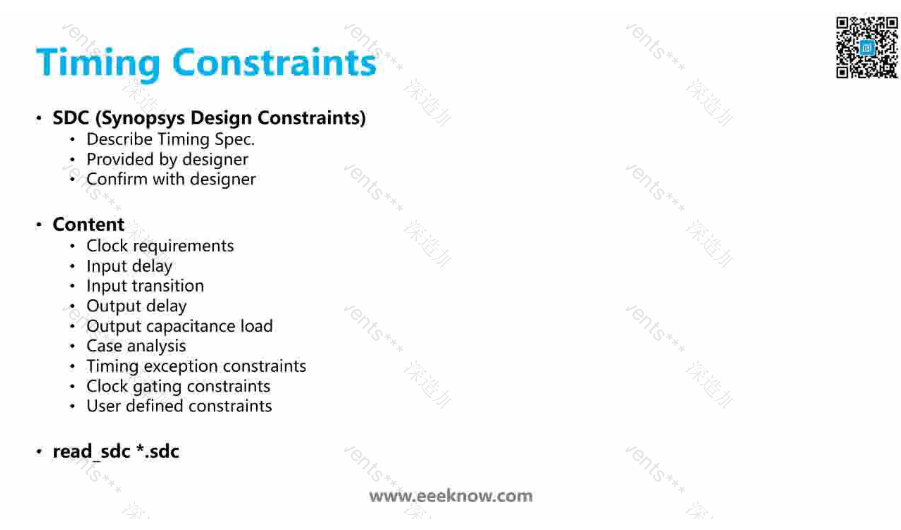 Timing Constraints
• SDC (Synopsys Design Constraints)
• Describe Timing Spec.
• Provided by designer
• Confirm with designer
• Content
• Clock requirements
• Input delay
• Input transition
• Output delay
• Output capacitance load
• Case analysis
• Timing exception constraints
• Clock gating constraints
• User defined constraints
• read_sdc *.sdc
www.eeeknow.com